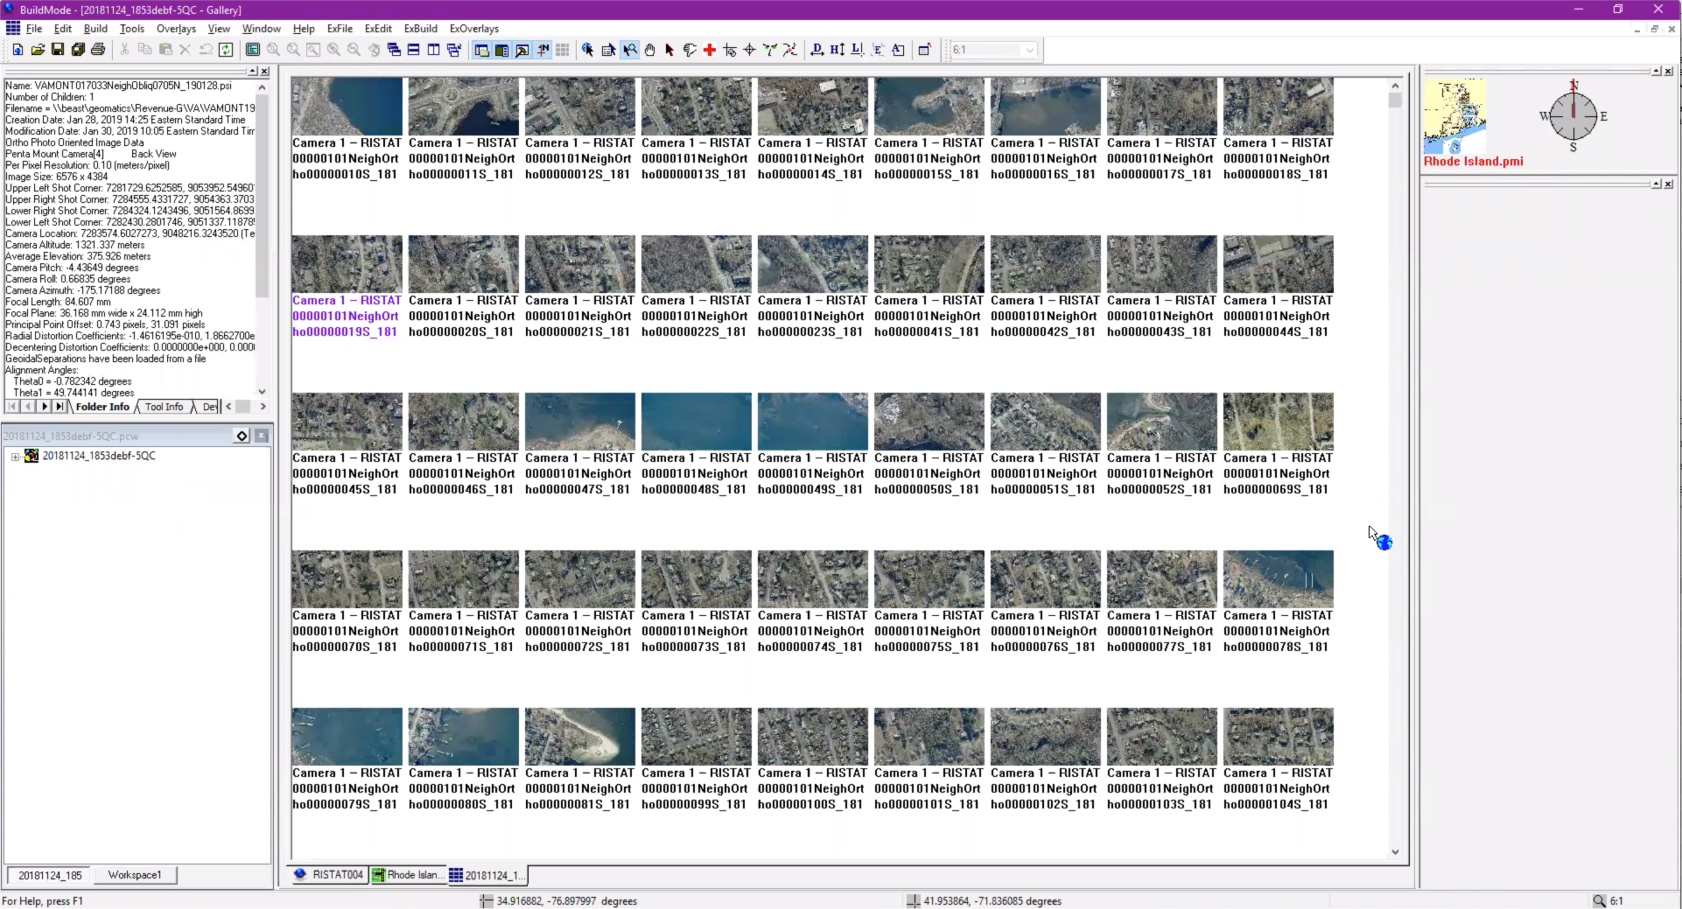 BuildMode - [20181124_1853debf-5QC - Gallery]
File Edit Build Tools Overlays Window View Help ExFile ExEdit ExBuild ExOverlays
6:1
Name: VAMONT017033NeighObliq0705N_190128.psi
Number of Children: 1
Filename = \\beast\geomatics\Revenue-G\VA\VAMONT19
Creation Date: Jan 28, 2019 14:25 Eastern Standard Time
Modification Date: Jan 30, 2019 10:05 Eastern Standard Tim
Ortho Photo Oriented Image Data
Penta Mount Camera[4] Back View
Per Pixel Resolution: 0.10 (meters/pixel)
Image Size: 6576 x 4384
Upper Left Shot Corner: 7281729.6252585, 9053952.54960
Upper Right Shot Corner: 7284555.4331727, 9054363.3703
Lower Right Shot Corner: 7284324.1243496, 9051564.8699
Lower Left Shot Corner: 7282430.2801746, 9051337.118785
Camera Location: 7283574.6027273, 9048216.3243520 (Te
Camera Altitude: 1321.337 meters
Average Elevation: 375.926 meters
Camera Pitch: -4.43649 degrees
Camera Roll: 0.66835 degrees
Camera Azimuth: -175.17188 degrees
Focal Length: 84.607 mm
Focal Plane: 36.168 mm wide x 24.112 mm high
Principal Point Offset: 0.743 pixels, 31.091 pixels
Radial Distortion Coefficients: -1.4616195e-010, 1.8662700e
Decentering Distortion Coefficients: 0.0000000e+000, 0.000
GeoidalSeparations have been loaded from a file
Alignment Angles:
Theta0 = -0.782342 degrees
Theta1 = 49.744141 degrees
Folder Info Tool Info De
20181124_1853debf-5QC.pcw
20181124_1853debf-5QC
20181124_185 Workspace1
Camera 1 – RISTAT Camera 1 – RISTAT Camera 1 – RISTAT Camera 1 – RISTAT Camera 1 – RISTAT Camera 1 – RISTAT Camera 1 – RISTAT Camera 1 – RISTAT Camera 1 – RISTAT
00000101NeighOrt 00000101NeighOrt 00000101NeighOrt 00000101NeighOrt 00000101NeighOrt 00000101NeighOrt 00000101NeighOrt 00000101NeighOrt 00000101NeighOrt
ho00000010S_181 ho00000011S_181 ho00000012S_181 ho00000013S_181 ho00000014S_181 ho00000015S_181 ho00000016S_181 ho00000017S_181 ho00000018S_181
Camera 1 – RISTAT Camera 1 – RISTAT Camera 1 – RISTAT Camera 1 – RISTAT Camera 1 – RISTAT Camera 1 – RISTAT Camera 1 – RISTAT Camera 1 – RISTAT Camera 1 – RISTAT
00000101NeighOrt 00000101NeighOrt 00000101NeighOrt 00000101NeighOrt 00000101NeighOrt 00000101NeighOrt 00000101NeighOrt 00000101NeighOrt 00000101NeighOrt
ho00000019S_181 ho00000020S_181 ho00000021S_181 ho00000022S_181 ho00000023S_181 ho00000041S_181 ho00000042S_181 ho00000043S_181 ho00000044S_181
Camera 1 – RISTAT Camera 1 – RISTAT Camera 1 – RISTAT Camera 1 – RISTAT Camera 1 – RISTAT Camera 1 – RISTAT Camera 1 – RISTAT Camera 1 – RISTAT Camera 1 – RISTAT
00000101NeighOrt 00000101NeighOrt 00000101NeighOrt 00000101NeighOrt 00000101NeighOrt 00000101NeighOrt 00000101NeighOrt 00000101NeighOrt 00000101NeighOrt
ho00000045S_181 ho00000046S_181 ho00000047S_181 ho00000048S_181 ho00000049S_181 ho00000050S_181 ho00000051S_181 ho00000052S_181 ho00000069S_181
Camera 1 – RISTAT Camera 1 – RISTAT Camera 1 – RISTAT Camera 1 – RISTAT Camera 1 – RISTAT Camera 1 – RISTAT Camera 1 – RISTAT Camera 1 – RISTAT Camera 1 – RISTAT
00000101NeighOrt 00000101NeighOrt 00000101NeighOrt 00000101NeighOrt 00000101NeighOrt 00000101NeighOrt 00000101NeighOrt 00000101NeighOrt 00000101NeighOrt
ho00000070S_181 ho00000071S_181 ho00000072S_181 ho00000073S_181 ho00000074S_181 ho00000075S_181 ho00000076S_181 ho00000077S_181 ho00000078S_181
Camera 1 – RISTAT Camera 1 – RISTAT Camera 1 – RISTAT Camera 1 – RISTAT Camera 1 – RISTAT Camera 1 – RISTAT Camera 1 – RISTAT Camera 1 – RISTAT Camera 1 – RISTAT
00000101NeighOrt 00000101NeighOrt 00000101NeighOrt 00000101NeighOrt 00000101NeighOrt 00000101NeighOrt 00000101NeighOrt 00000101NeighOrt 00000101NeighOrt
ho00000079S_181 ho00000080S_181 ho00000081S_181 ho00000099S_181 ho00000100S_181 ho00000101S_181 ho00000102S_181 ho00000103S_181 ho00000104S_181
RISTAT004 Rhode Islan... 20181124_1...
N
W E
S
Rhode Island.pmi
For Help, press F1 34.916882, -76.897997 degrees 41.953864, -71.836085 degrees 6:1